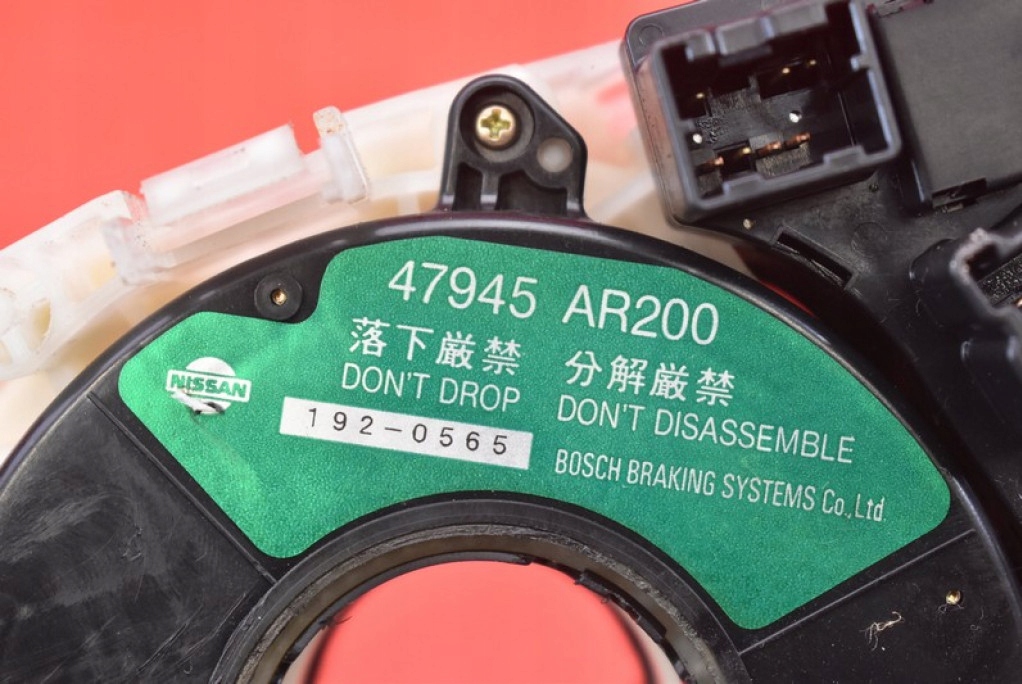 47945 AR200
落下厳禁 分解厳禁
DON'T DROP DON'T DISASSEMBLE
NISSAN
192-0565
BOSCH BRAKING SYSTEMS Co.,Ltd.